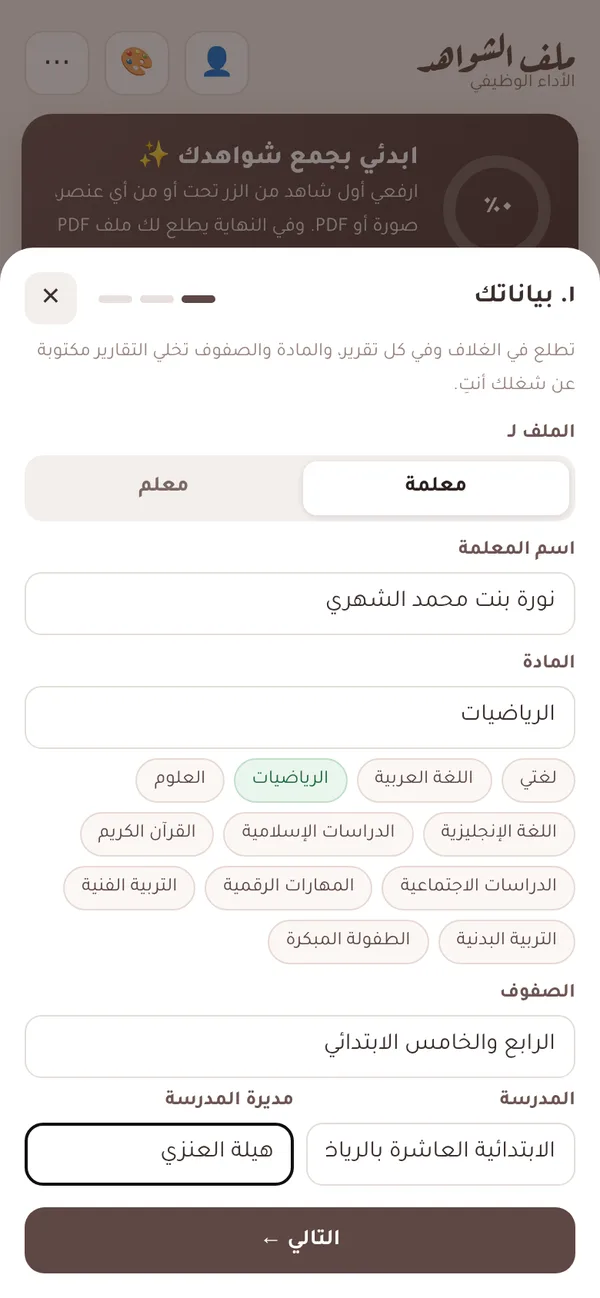 ملف الشواهد
الأداء الوظيفي
ابدئي بجمع شواهدك ✨
ارفعي أول شاهد من الزر تحت أو من أي عنصر،
صورة أو PDF. وفي النهاية يطلع لك ملف PDF
٠٪
١. بياناتك
تطلع في الغلاف وفي كل تقرير، والمادة والصفوف تخلي التقارير مكتوبة
عن شغلك أنتِ.
الملف لـ
معلمة
معلم
اسم المعلمة
نورة بنت محمد الشهري
المادة
الرياضيات
لغتي
اللغة العربية
الرياضيات
العلوم
اللغة الإنجليزية
الدراسات الإسلامية
القرآن الكريم
الدراسات الاجتماعية
المهارات الرقمية
التربية الفنية
التربية البدنية
الطفولة المبكرة
الصفوف
الرابع والخامس الابتدائي
المدرسة
مديرة المدرسة
الابتدائية العاشرة بالرياض
هيلة العنزي
التالي ←